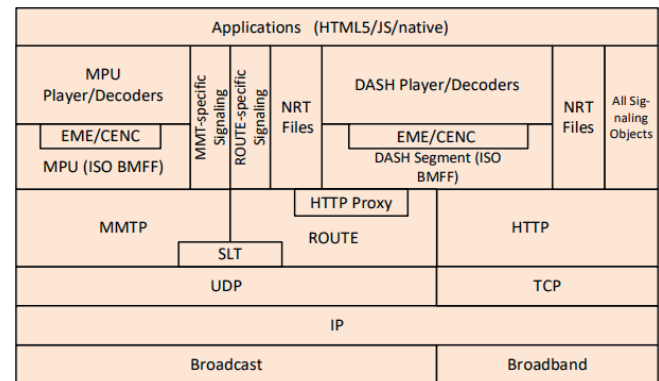 Applications (HTML5/JS/native)
MPU
Player/Decoders
EME/CENC
MPU (ISO BMFF)
MMT-specific
Signaling
ROUTE-specific
Signaling
NRT
Files
DASH Player/Decoders
EME/CENC
DASH Segment (ISO
BMFF)
NRT
Files
All Sig-
naling
Objects
MMTP
SLT
HTTP Proxy
ROUTE
HTTP
UDP
TCP
IP
Broadcast
Broadband